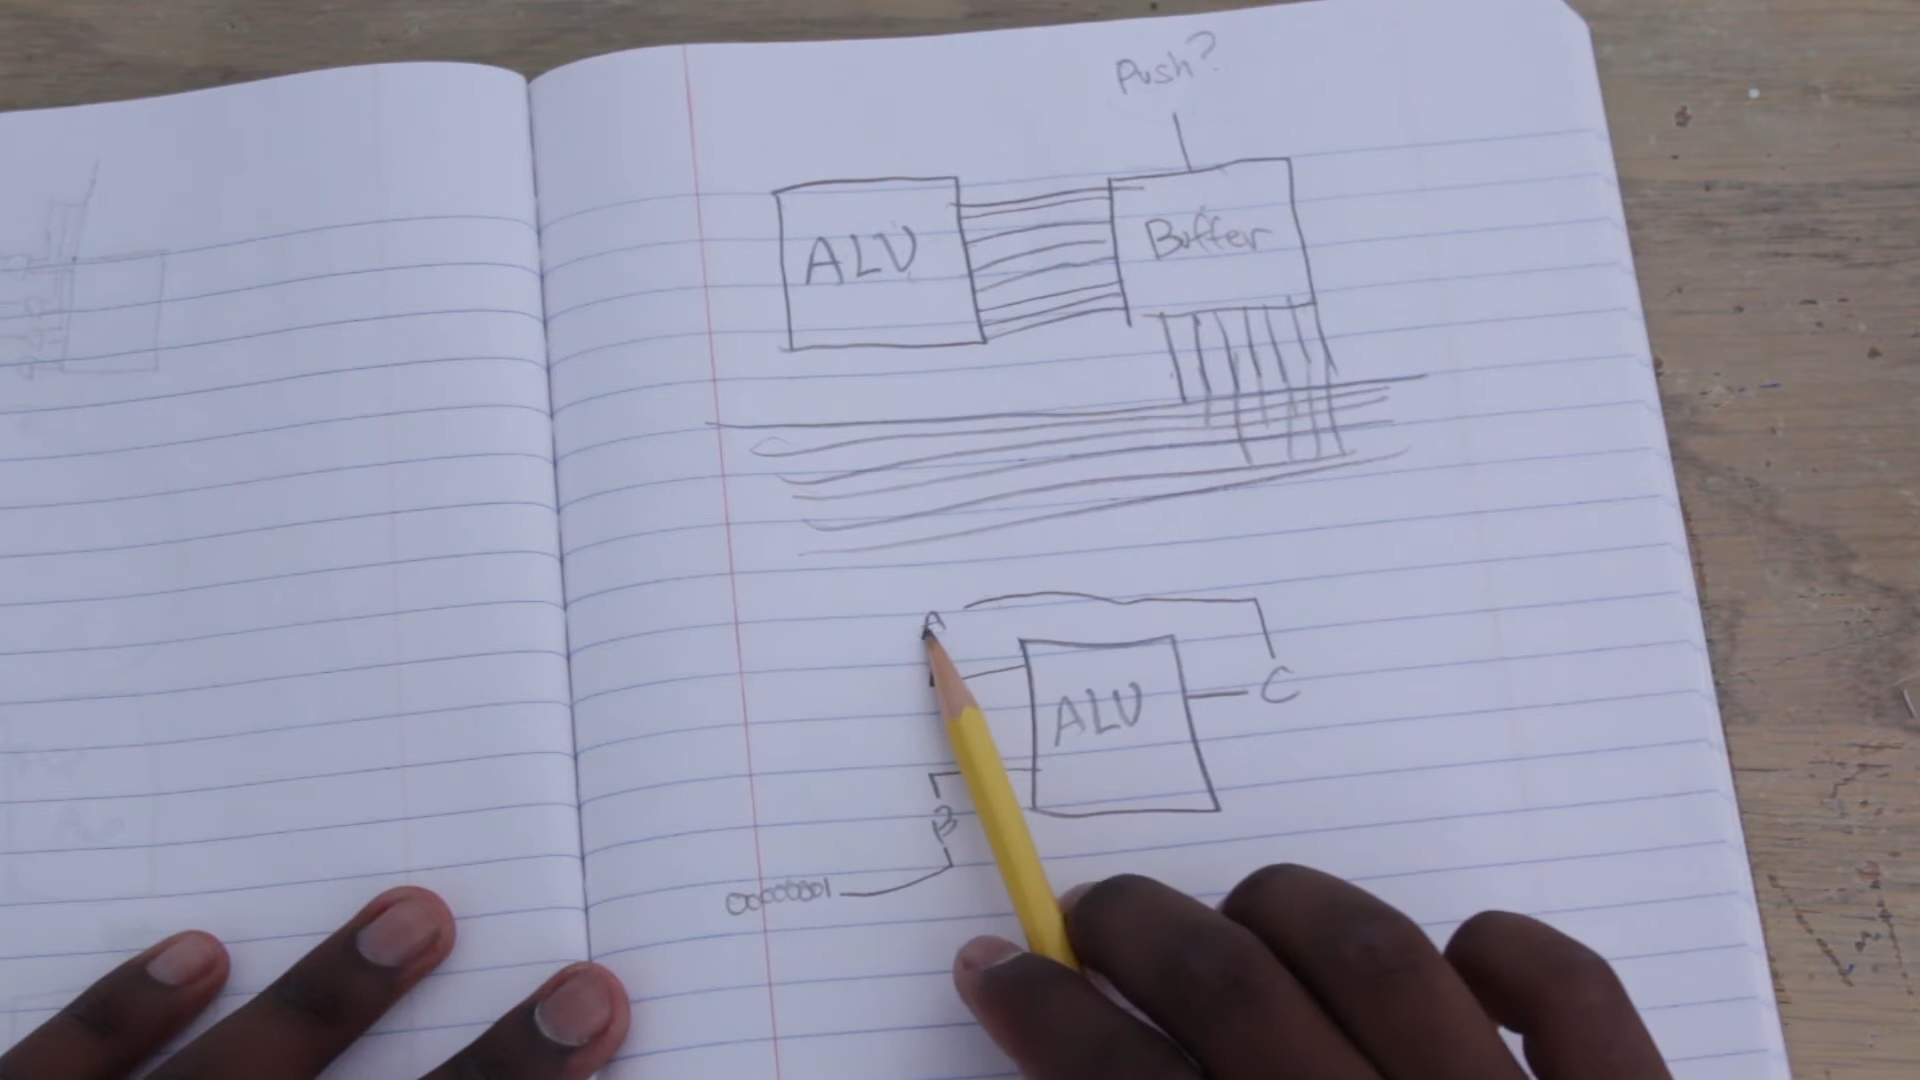 Push?
ALU
Buffer
A
ALU
C
B
00000001